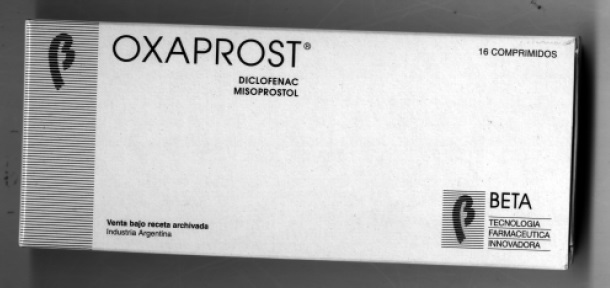 β
OXAPROST®
16 COMPRIMIDOS
DICLOFENAC
MISOPROSTOL
Venta bajo receta archivada
Industria Argentina
β
BETA
TECNOLOGIA
FARMACEUTICA
INNOVADORA